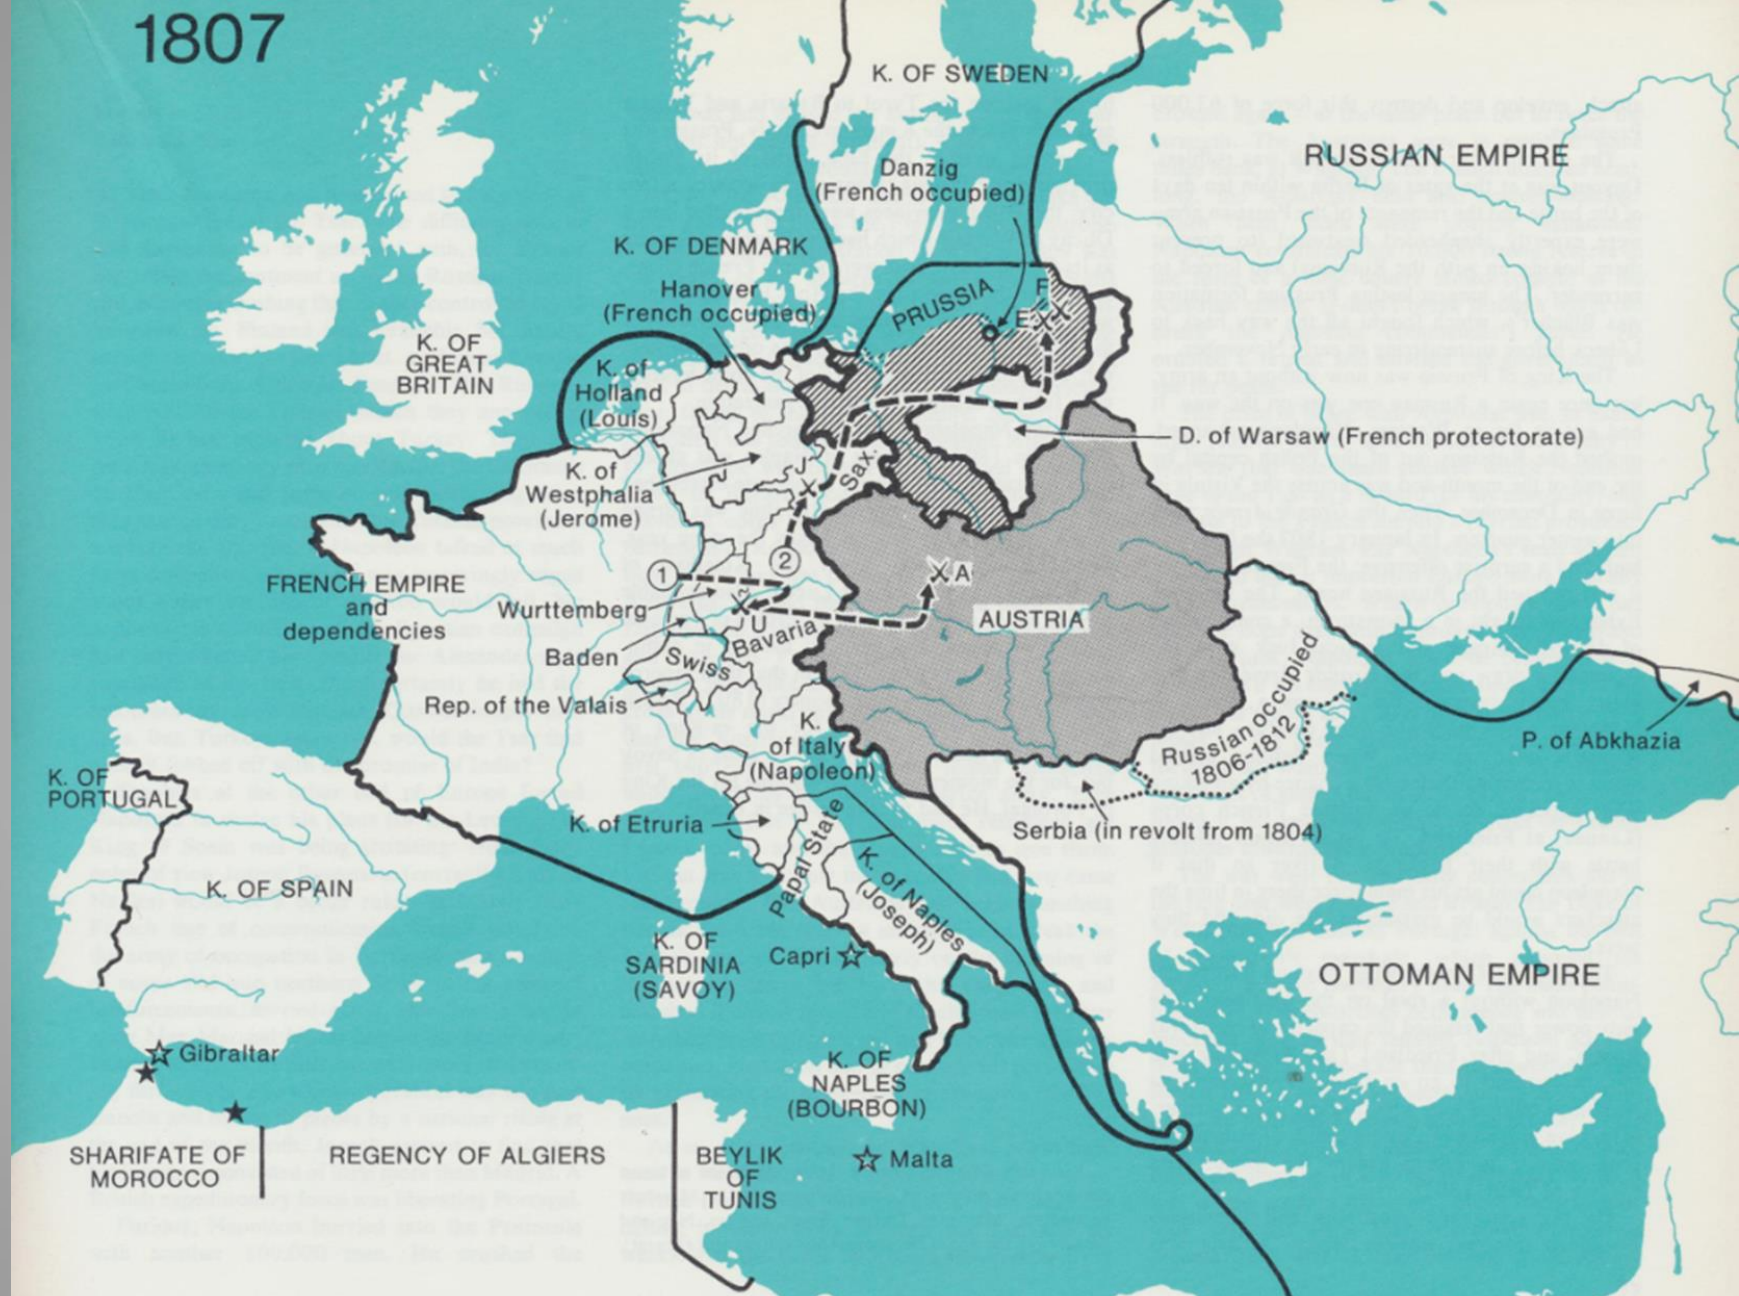 1807
K. OF SWEDEN
RUSSIAN EMPIRE
Danzig
(French occupied)
K. OF DENMARK
Hanover
(French occupied)
PRUSSIA
F
E
K. OF
GREAT
BRITAIN
K. of
Holland
(Louis)
D. of Warsaw (French protectorate)
K. of
Westphalia
(Jerome)
J
Sax.
FRENCH EMPIRE
and
dependencies
1
2
A
Wurttemberg
U
AUSTRIA
Bavaria
Baden
Swiss
Rep. of the Valais
Russian occupied
1806-1812
P. of Abkhazia
K.
of Italy
(Napoleon)
K. OF
PORTUGAL
K. of Etruria
Papal State
Serbia (in revolt from 1804)
K. OF SPAIN
K. of Naples
(Joseph)
K. OF
SARDINIA
(SAVOY)
Capri
OTTOMAN EMPIRE
Gibraltar
K. OF
NAPLES
(BOURBON)
SHARIFATE OF
MOROCCO
REGENCY OF ALGIERS
BEYLIK
OF
TUNIS
Malta